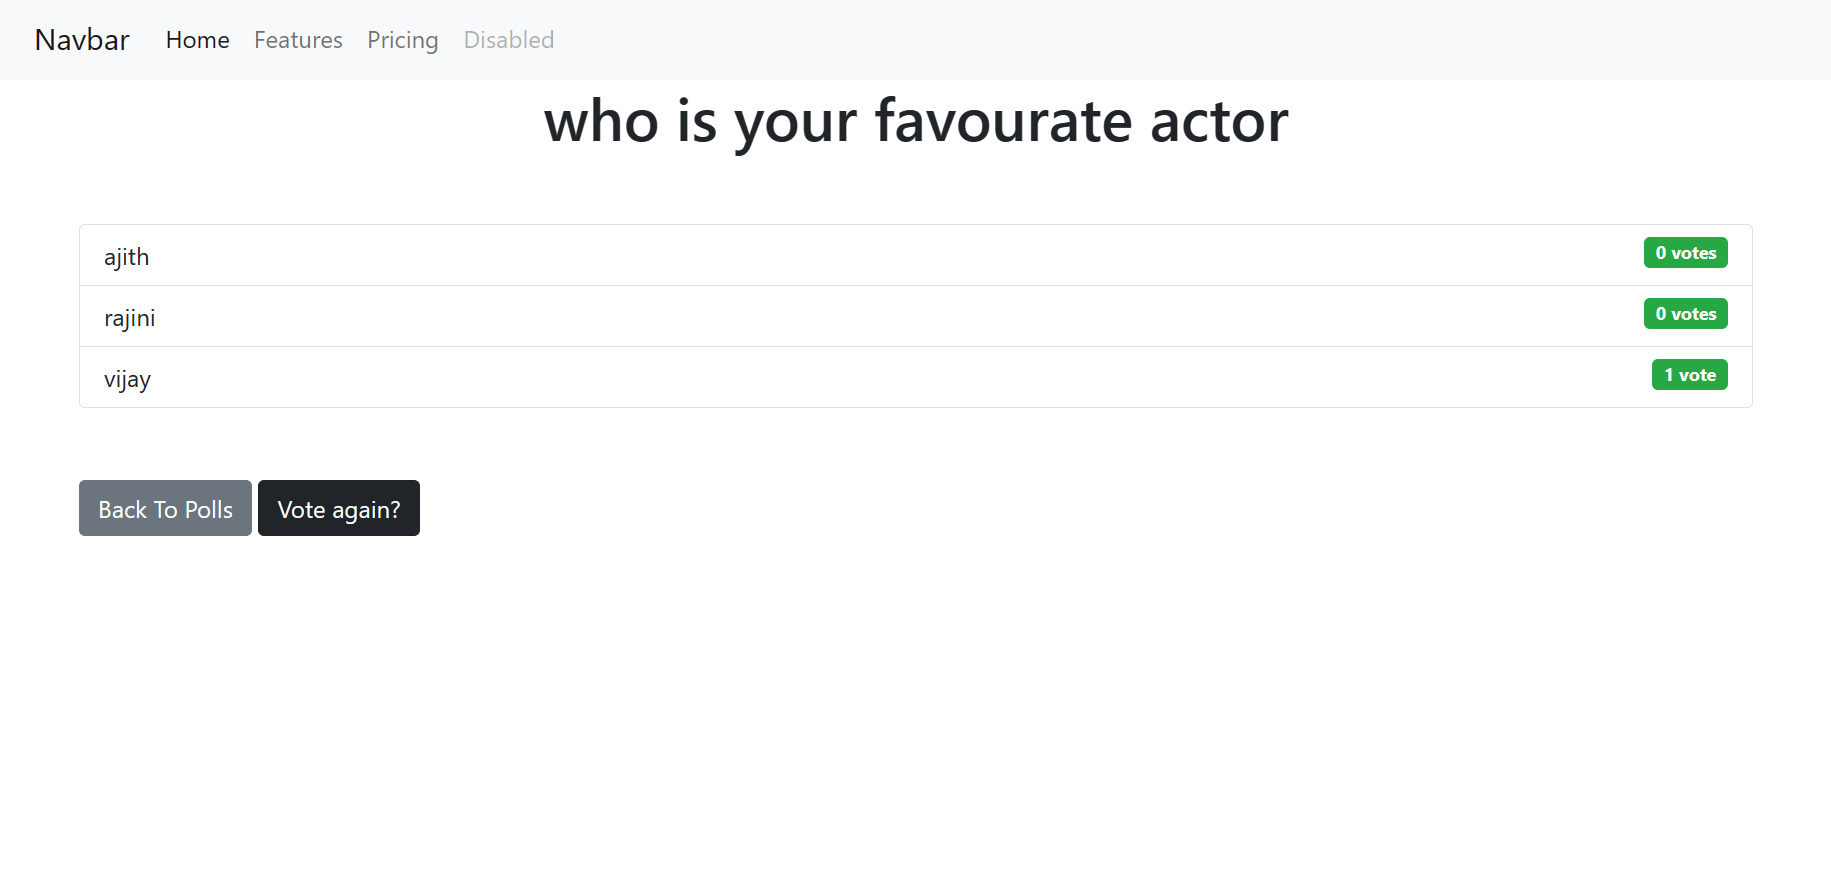 Navbar Home Features Pricing Disabled
who is your favourate actor
ajith 0 votes
rajini 0 votes
vijay 1 vote
Back To Polls Vote again?